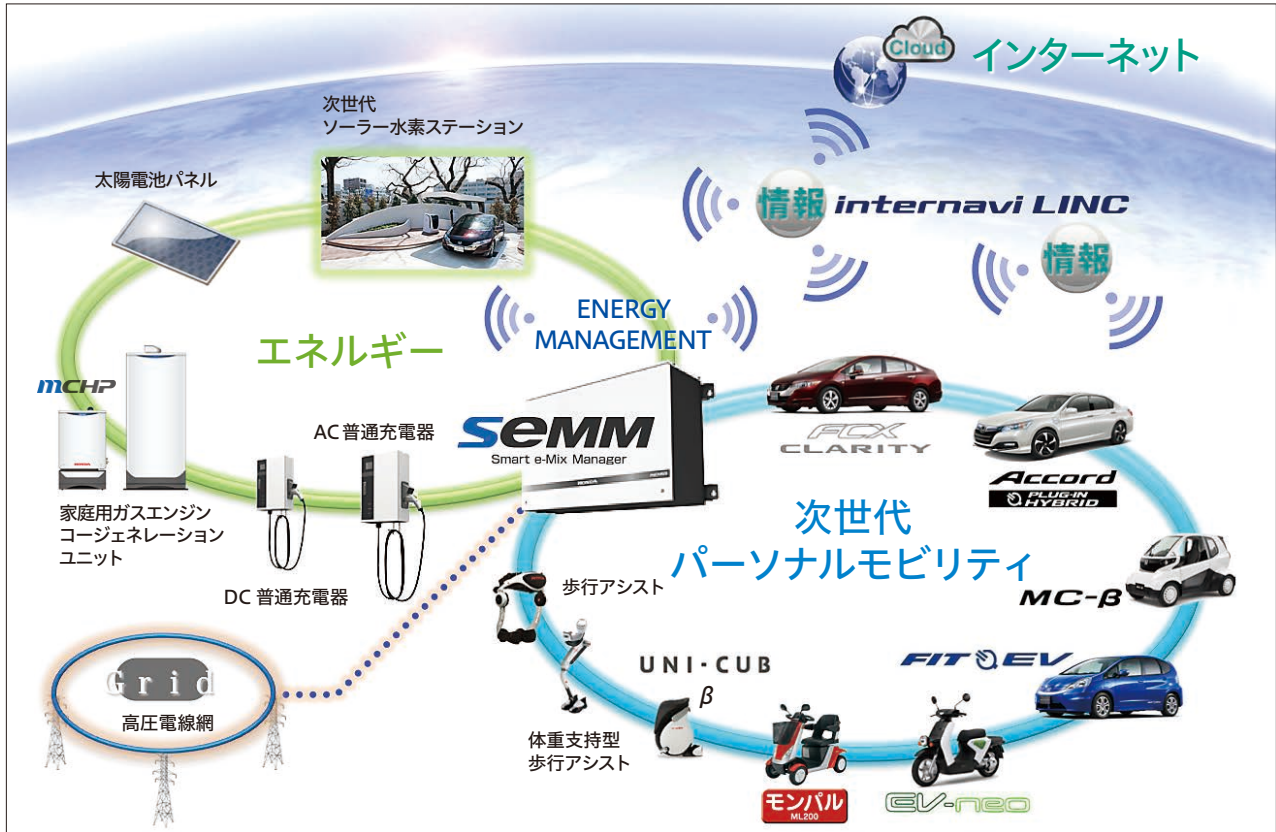 Cloud
インターネット
次世代
ソーラー水素ステーション
太陽電池パネル
情報
internavi LINC
情報
ENERGY
MANAGEMENT
エネルギー
mCHP
AC普通充電器
SeMM
Smart e-Mix Manager
HONDA
FCX
CLARITY
Accord
PLUG-IN
HYBRID
家庭用ガスエンジン
コージェネレーション
ユニット
DC普通充電器
次世代
パーソナルモビリティ
歩行アシスト
MC-β
UNI-CUB
β
FIT EV
Grid
高圧電線網
体重支持型
歩行アシスト
モンパル
ML200
EV-neo